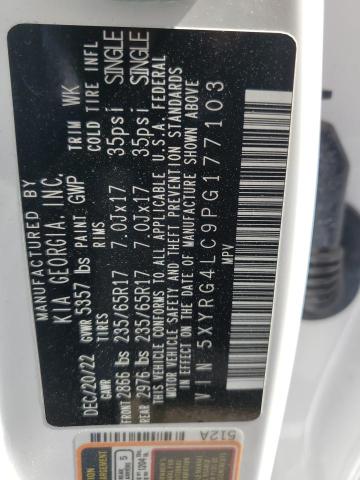 MANUFACTURED BY
KIA GEORGIA, INC.
DEC/20/22 GVWR 5357 lbs PAINT GWP TRIM WK
GAWR TIRES RIMS COLD TIRE INFL
FRONT 2866 lbs 235/65R17 7.0Jx17 35psi SINGLE
REAR 2976 lbs 235/65R17 7.0Jx17 35psi SINGLE
THIS VEHICLE CONFORMS TO ALL APPLICABLE U.S.A. FEDERAL
MOTOR VEHICLE SAFETY AND THEFT PREVENTION STANDARDS
IN EFFECT ON THE DATE OF MANUFACTURE SHOWN ABOVE
VIN 5XYRG4LC9PG177103
MPV
512A
REAR
5